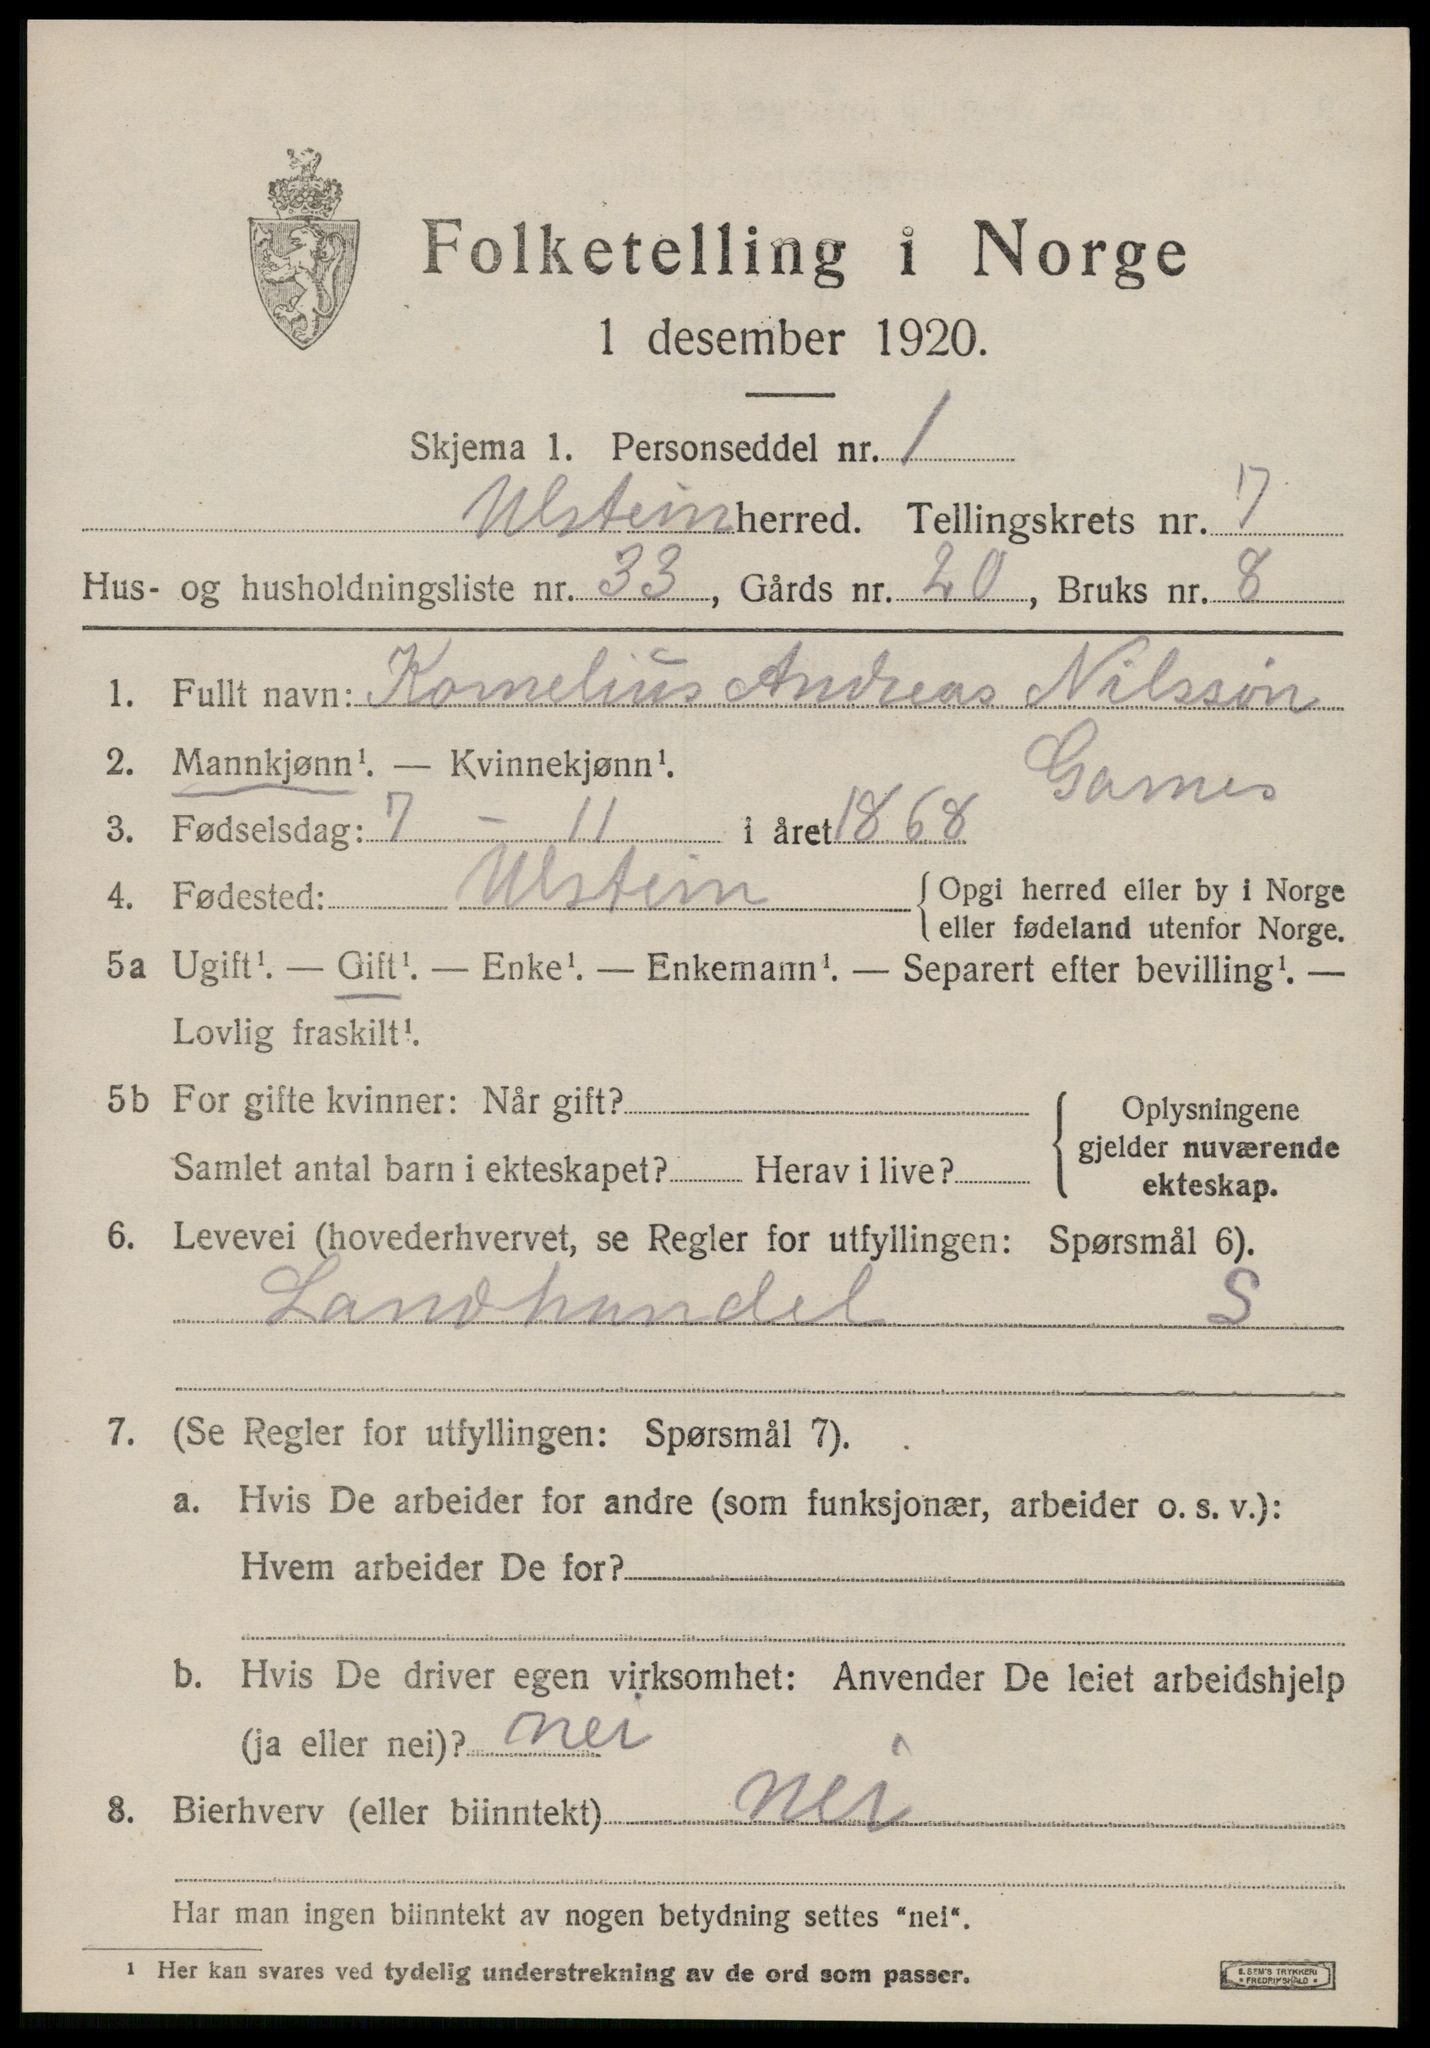 Folketelling i Norge
1 desember 1920.
Skjema 1. Personseddel nr. 1
Ulstein herred. Tellingskrets nr. 7
Hus- og husholdningsliste nr. 33, Gårds nr. 20, Bruks nr. 8
1. Fullt navn: Kornelius Andreas Nilssøn
Garnes
2. Mannkjønn¹. — Kvinnekjønn¹.
3. Fødselsdag: 7 – 11 i året 1868
4. Fødested: Ulstein {Opgi herred eller by i Norge
eller fødeland utenfor Norge.
5a Ugift¹. — Gift¹. — Enke¹. — Enkemann¹. — Separert efter bevilling¹. —
Lovlig fraskilt¹.
5b For gifte kvinner: Når gift?
Samlet antal barn i ekteskapet? Herav i live?
{Oplysningene
gjelder nuværende
ekteskap.
6. Levevei (hovederhvervet, se Regler for utfyllingen: Spørsmål 6).
Landhandel S
7. (Se Regler for utfyllingen: Spørsmål 7).
a. Hvis De arbeider for andre (som funksjonær, arbeider o. s. v.):
Hvem arbeider De for?
b. Hvis De driver egen virksomhet: Anvender De leiet arbeidshjelp
(ja eller nei)? nei
8. Bierhverv (eller biinntekt) nei
Har man ingen biinntekt av nogen betydning settes "nei".
¹ Her kan svares ved tydelig understrekning av de ord som passer.
E. SEM'S TRYKKERI
* FREDRIKSHALD *